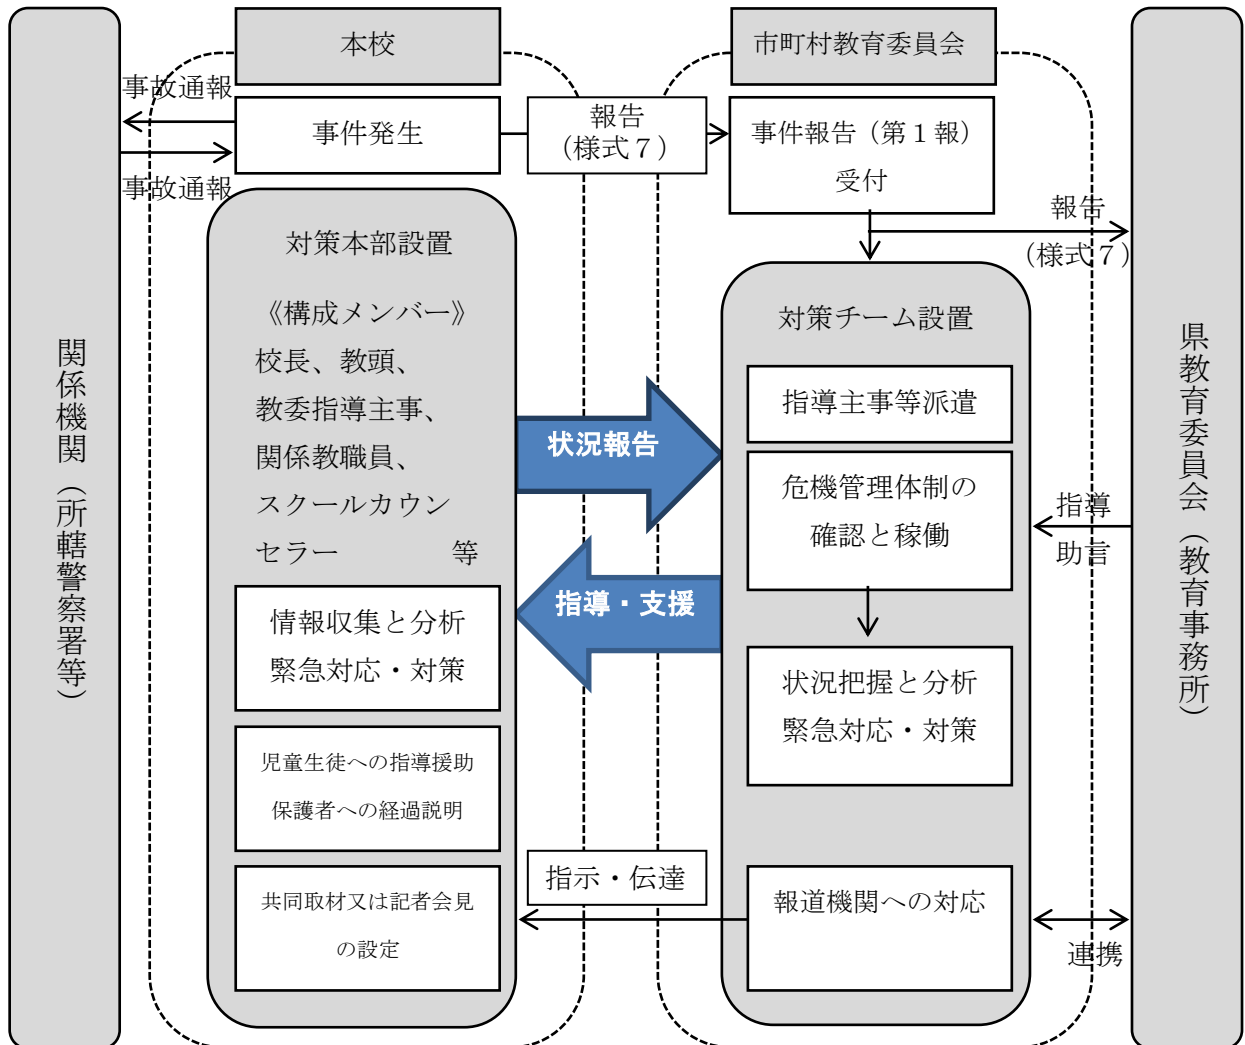 本校
市町村教育委員会
事故通報
事件発生
報告
（様式７）
事件報告（第１報）
受付
事故通報
報告
（様式７）
対策本部設置
《構成メンバー》
校長、教頭、
教委指導主事、
関係教職員、
スクールカウン
セラー　　　　等
対策チーム設置
指導主事等派遣
状況報告
危機管理体制の
確認と稼働
指導
助言
指導・支援
情報収集と分析
緊急対応・対策
状況把握と分析
緊急対応・対策
児童生徒への指導援助
保護者への経過説明
指示・伝達
共同取材又は記者会見
の設定
報道機関への対応
連携
関係機関（所轄警察署等）
県教育委員会（教育事務所）